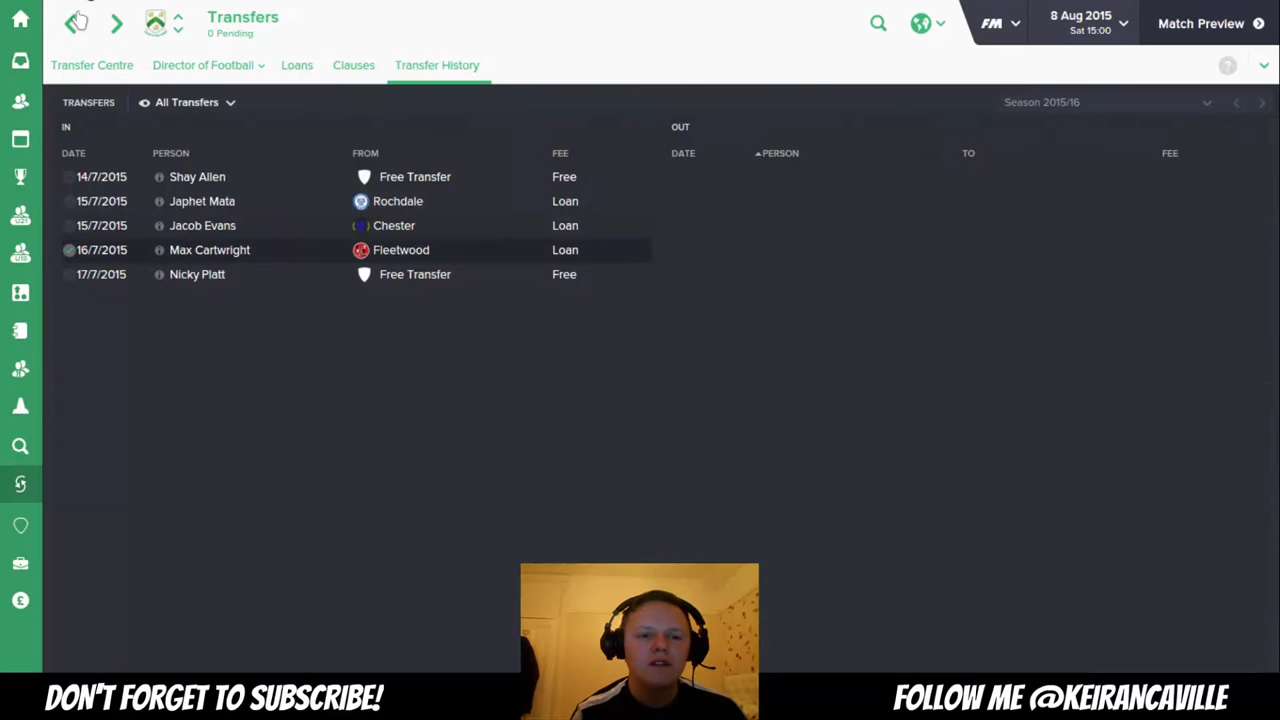 Transfers
0 Pending
FM
8 Aug 2015
Sat 15:00
Match Preview
Transfer Centre
Director of Football
Loans
Clauses
Transfer History
?
TRANSFERS
All Transfers
Season 2015/16
IN
OUT
DATE PERSON FROM FEE
DATE PERSON TO FEE
14/7/2015 Shay Allen Free Transfer Free
15/7/2015 Japhet Mata Rochdale Loan
15/7/2015 Jacob Evans Chester Loan
16/7/2015 Max Cartwright Fleetwood Loan
17/7/2015 Nicky Platt Free Transfer Free
U21
U18
£
DON'T FORGET TO SUBSCRIBE!
FOLLOW ME @KEIRANCAVILLE